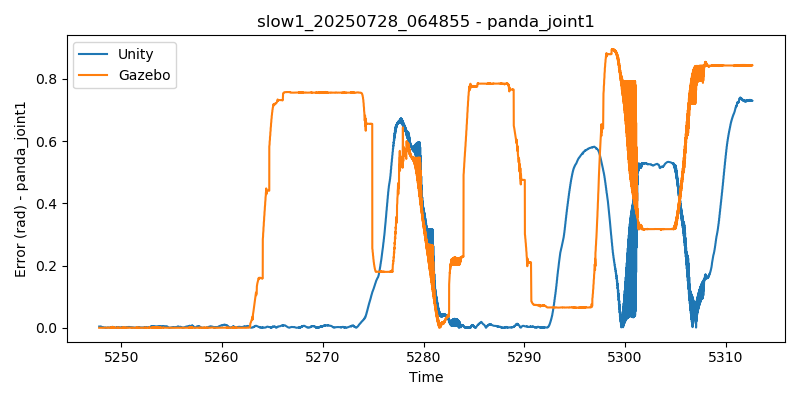 slow1_20250728_064855 - panda_joint1
Unity
Gazebo
Error (rad) - panda_joint1
0.8
0.6
0.4
0.2
0.0
5250 5260 5270 5280 5290 5300 5310
Time